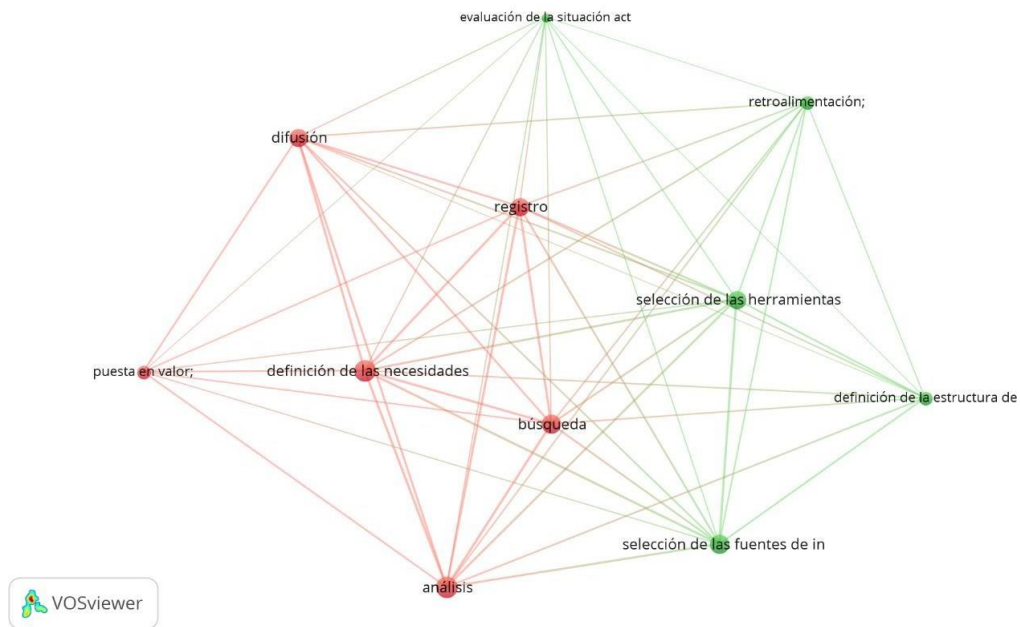 evaluación de la situación act
retroalimentación;
difusión
registro
selección de las herramientas
puesta en valor;
definición de las necesidades
definición de la estructura de
búsqueda
selección de las fuentes de in
análisis
VOSviewer